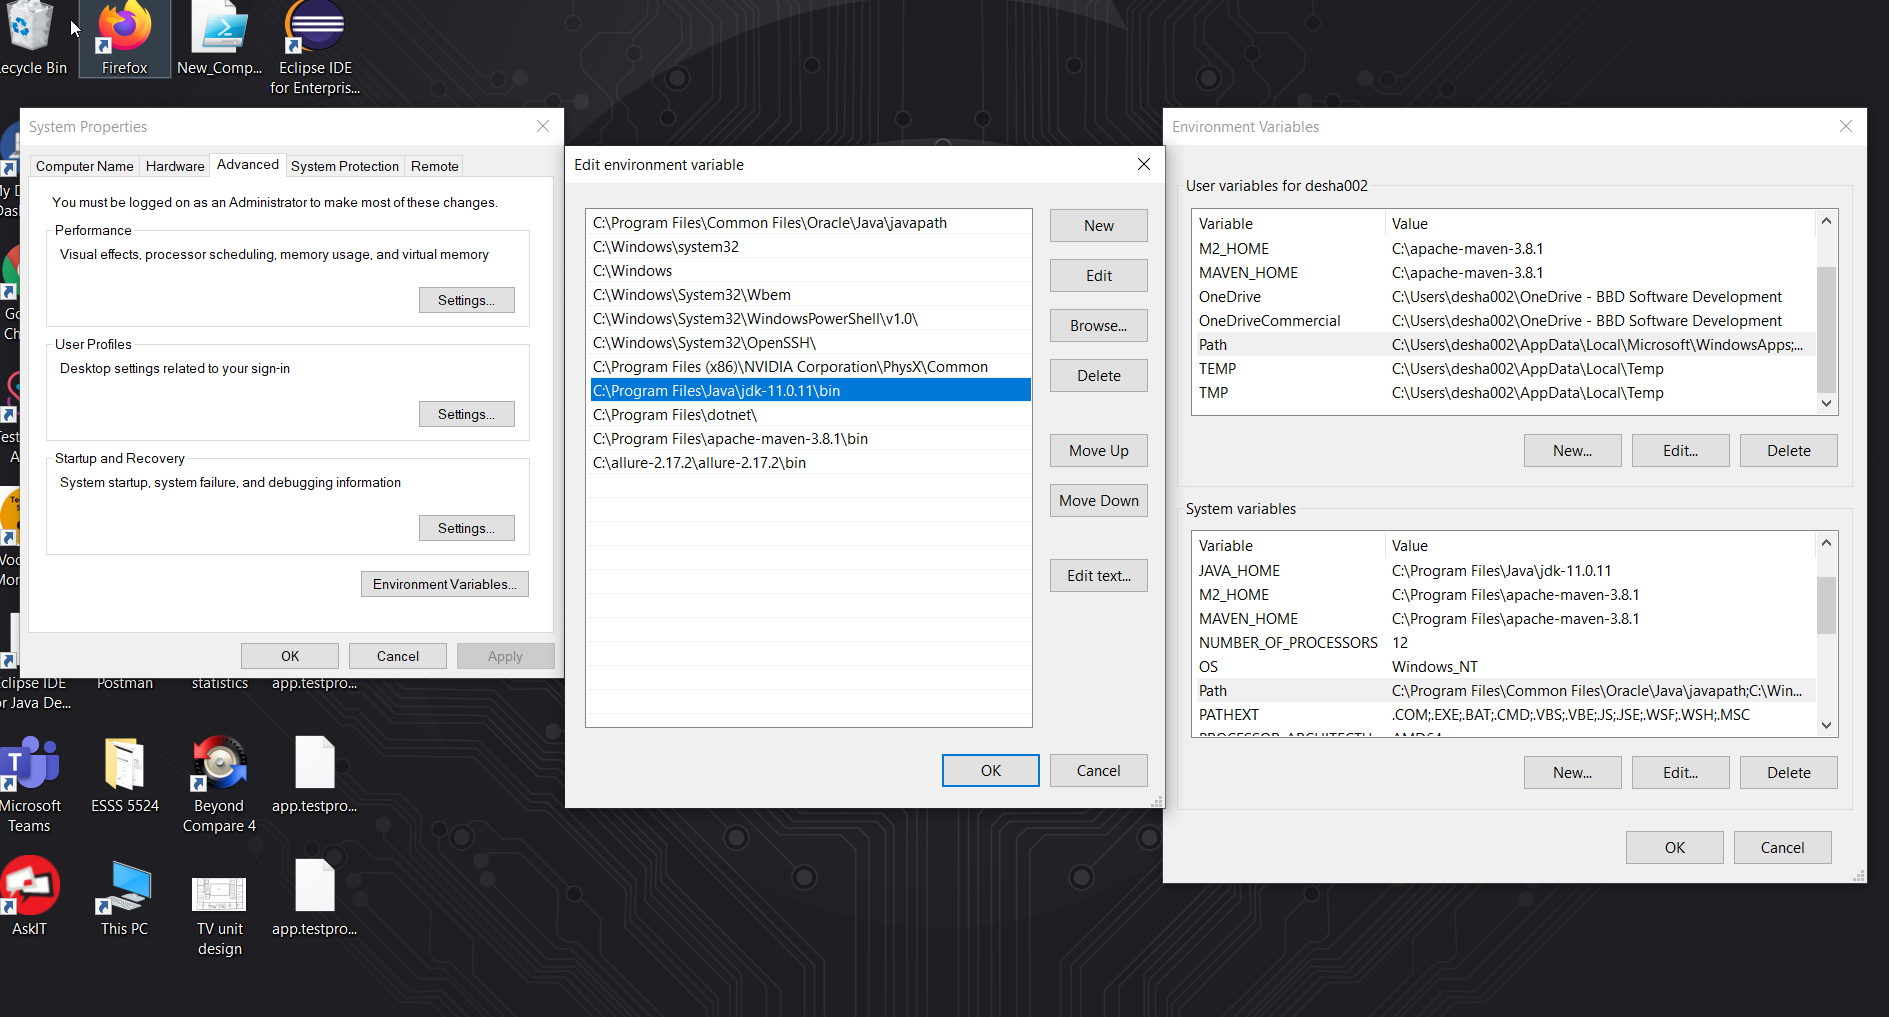 ecycle Bin
Firefox
New_Comp...
Eclipse IDE
for Enterpris...
System Properties
Computer Name
Hardware
Advanced
System Protection
Remote
You must be logged on as an Administrator to make most of these changes.
Performance
Visual effects, processor scheduling, memory usage, and virtual memory
Settings...
User Profiles
Desktop settings related to your sign-in
Settings...
Startup and Recovery
System startup, system failure, and debugging information
Settings...
Environment Variables...
OK
Cancel
Apply
Edit environment variable
C:\Program Files\Common Files\Oracle\Java\javapath
C:\Windows\system32
C:\Windows
C:\Windows\System32\Wbem
C:\Windows\System32\WindowsPowerShell\v1.0\
C:\Windows\System32\OpenSSH\
C:\Program Files (x86)\NVIDIA Corporation\PhysX\Common
C:\Program Files\Java\jdk-11.0.11\bin
C:\Program Files\dotnet\
C:\Program Files\apache-maven-3.8.1\bin
C:\allure-2.17.2\allure-2.17.2\bin
New
Edit
Browse...
Delete
Move Up
Move Down
Edit text...
OK
Cancel
Environment Variables
User variables for desha002
Variable Value
M2_HOME C:\apache-maven-3.8.1
MAVEN_HOME C:\apache-maven-3.8.1
OneDrive C:\Users\desha002\OneDrive - BBD Software Development
OneDriveCommercial C:\Users\desha002\OneDrive - BBD Software Development
Path C:\Users\desha002\AppData\Local\Microsoft\WindowsApps;...
TEMP C:\Users\desha002\AppData\Local\Temp
TMP C:\Users\desha002\AppData\Local\Temp
New...
Edit...
Delete
System variables
Variable Value
JAVA_HOME C:\Program Files\Java\jdk-11.0.11
M2_HOME C:\Program Files\apache-maven-3.8.1
MAVEN_HOME C:\Program Files\apache-maven-3.8.1
NUMBER_OF_PROCESSORS 12
OS Windows_NT
Path C:\Program Files\Common Files\Oracle\Java\javapath;C:\Win...
PATHEXT .COM;.EXE;.BAT;.CMD;.VBS;.VBE;.JS;.JSE;.WSF;.WSH;.MSC
New...
Edit...
Delete
OK
Cancel
My D
Das
Go
Ch
Test
A
Voo
Mor
clipse IDE
or Java De...
Postman
statistics
app.testpro...
T
Microsoft
Teams
ESSS 5524
Beyond
Compare 4
app.testpro...
AskIT
This PC
TV unit
design
app.testpro...